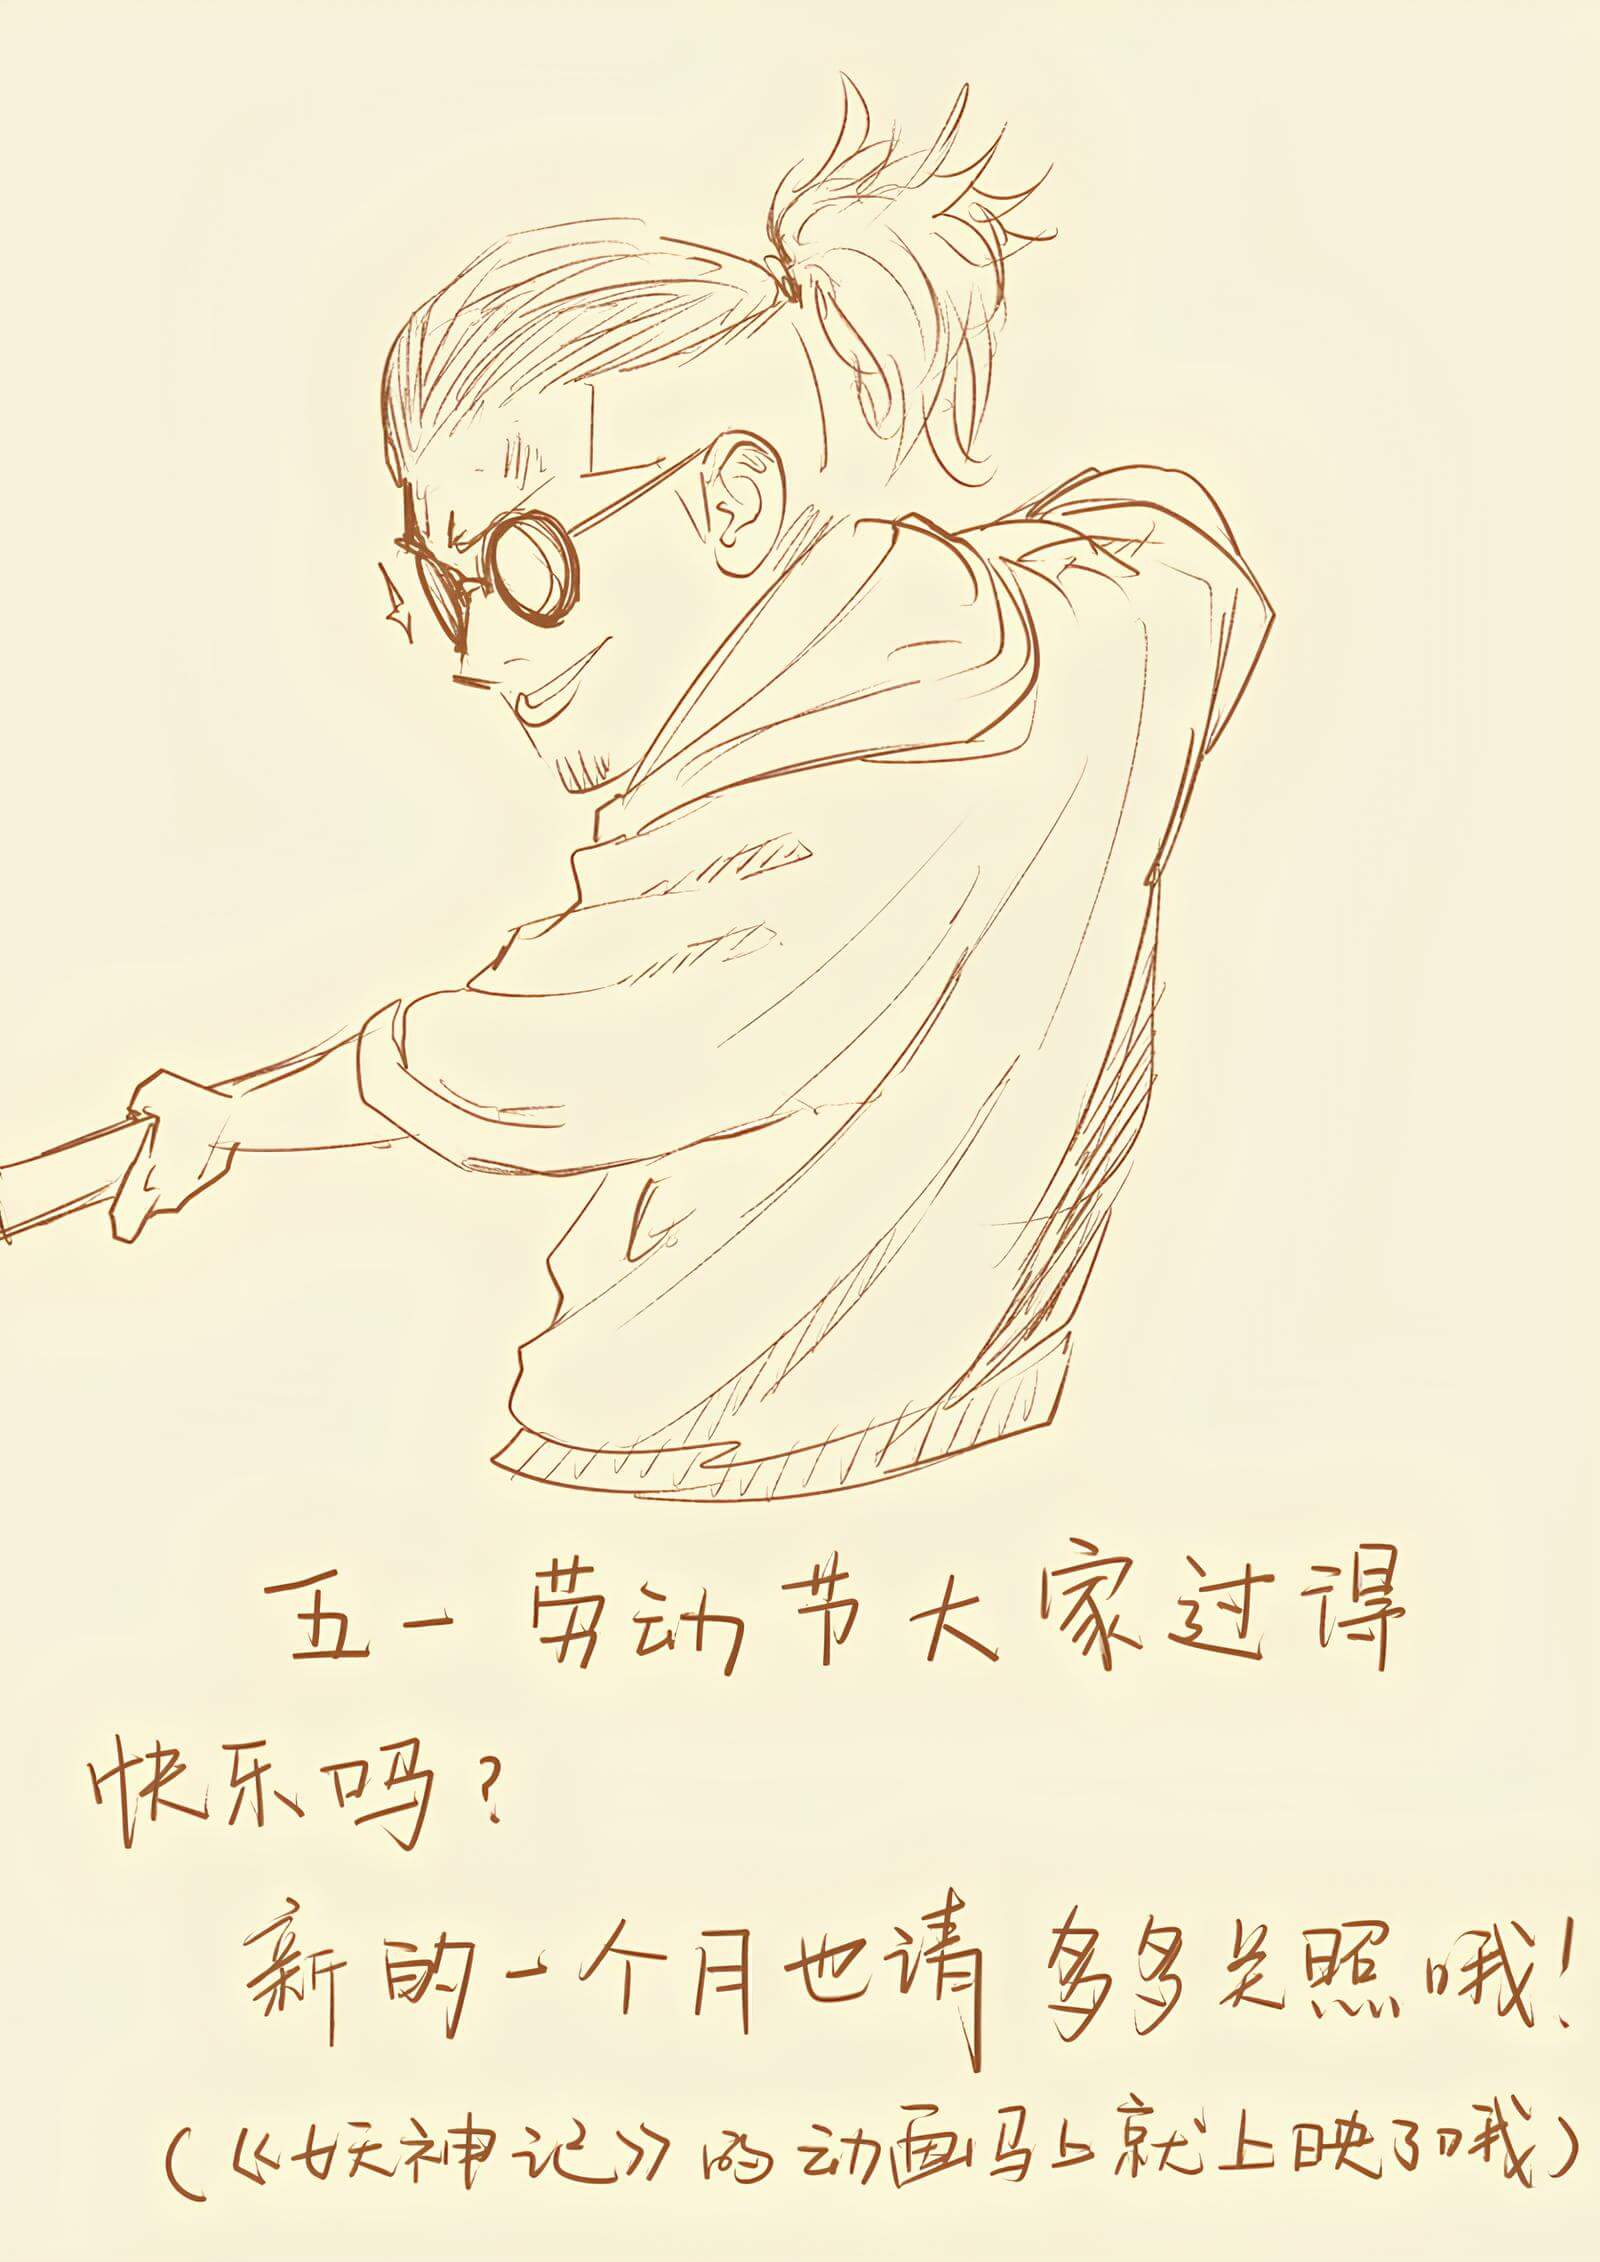 五一劳动节大家过得
快乐吗?
新的一个月也请多多关照哦!
(《妖神记》的动画马上就上映了哦)